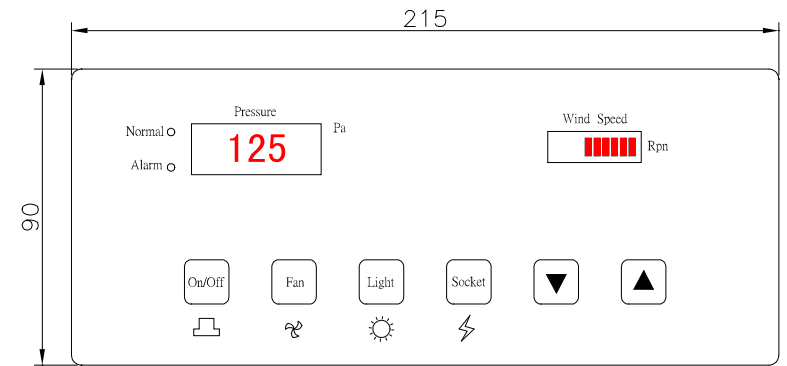 215
Pressure
Wind Speed
Normal
125
Pa
Rpn
Alarm
90
On/Off
Fan
Light
Socket